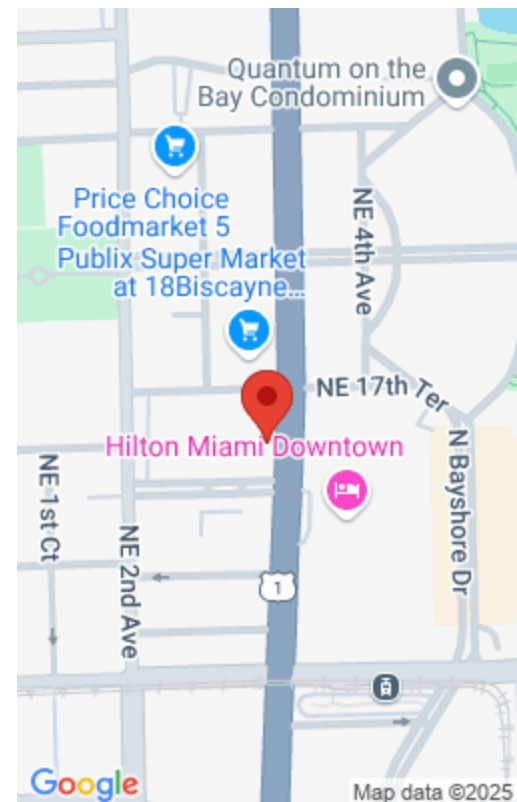 Quantum on the
Bay Condominium
Price Choice
Foodmarket 5
Publix Super Market
at 18Biscayne...
NE 4th Ave
NE 17th Ter
Hilton Miami Downtown
N Bayshore Dr
NE 1st Ct
NE 2nd Ave
1
Google
Map data ©2025